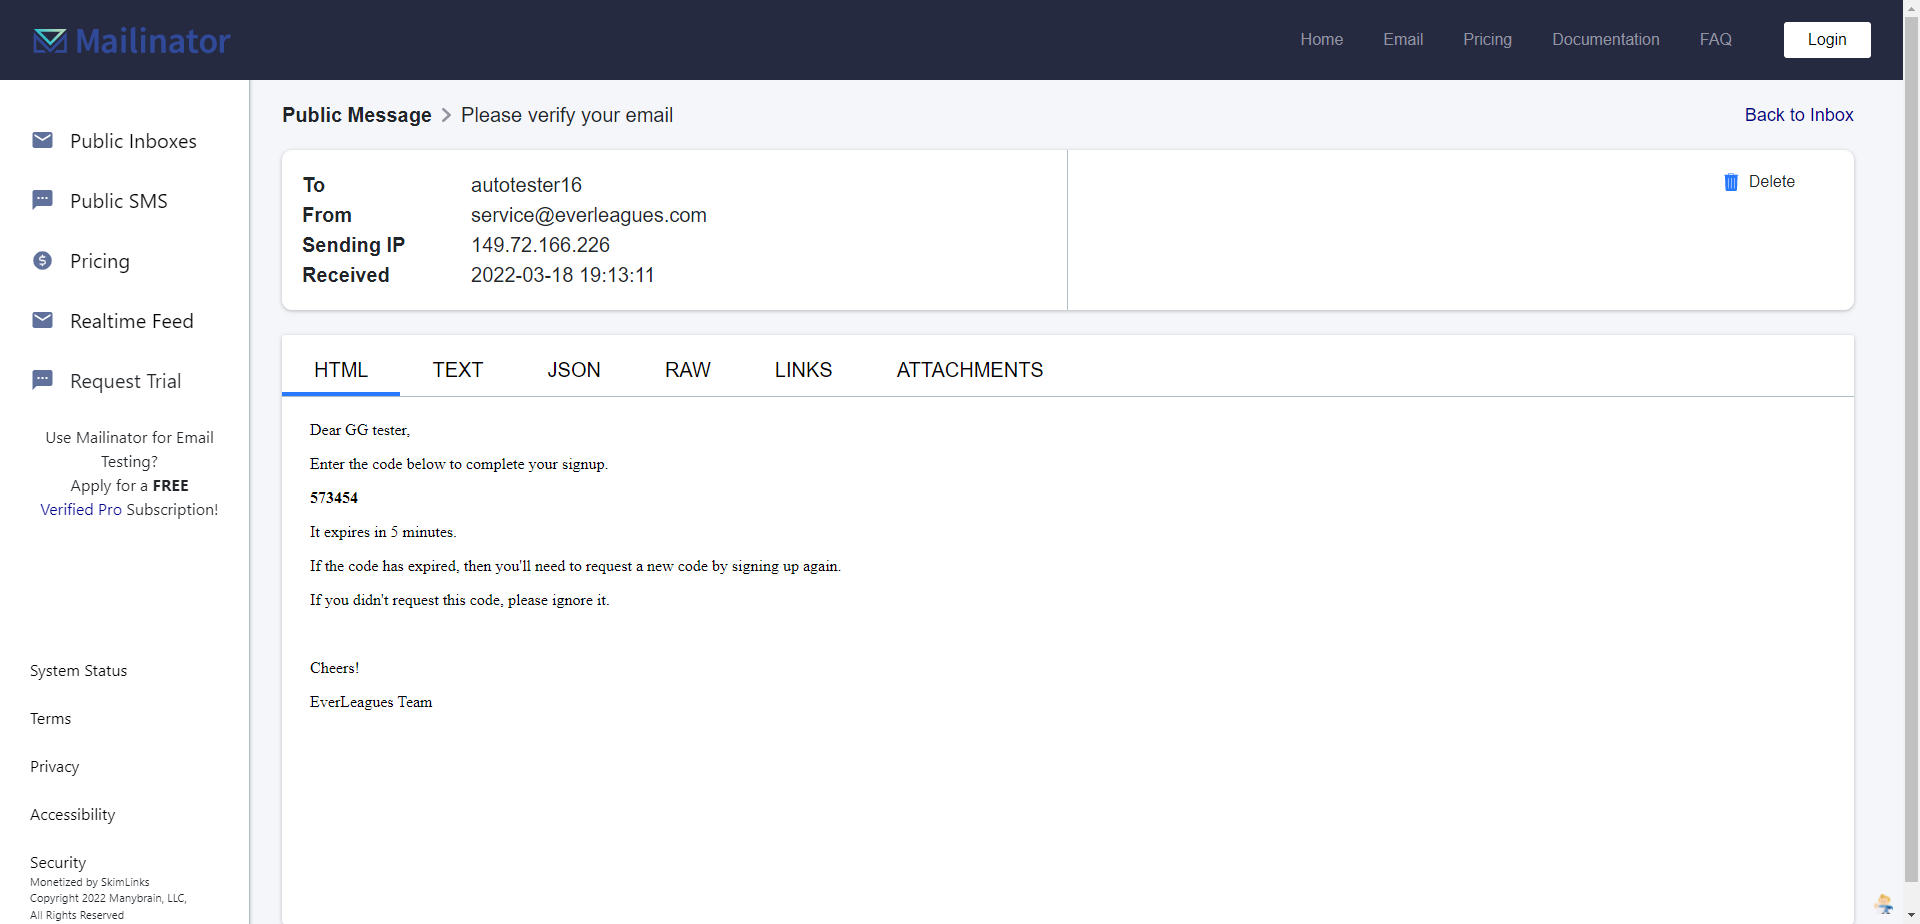 Mailinator
Home Email Pricing Documentation FAQ Login
Public Inboxes
Public SMS
Pricing
Realtime Feed
Request Trial
Use Mailinator for Email
Testing?
Apply for a FREE
Verified Pro Subscription!
System Status
Terms
Privacy
Accessibility
Security
Monetized by SkimLinks
Copyright 2022 Manybrain, LLC,
All Rights Reserved
Public Message > Please verify your email
Back to Inbox
To autotester16
From service@everleagues.com
Sending IP 149.72.166.226
Received 2022-03-18 19:13:11
Delete
HTML TEXT JSON RAW LINKS ATTACHMENTS
Dear GG tester,
Enter the code below to complete your signup.
573454
It expires in 5 minutes.
If the code has expired, then you'll need to request a new code by signing up again.
If you didn't request this code, please ignore it.
Cheers!
EverLeagues Team